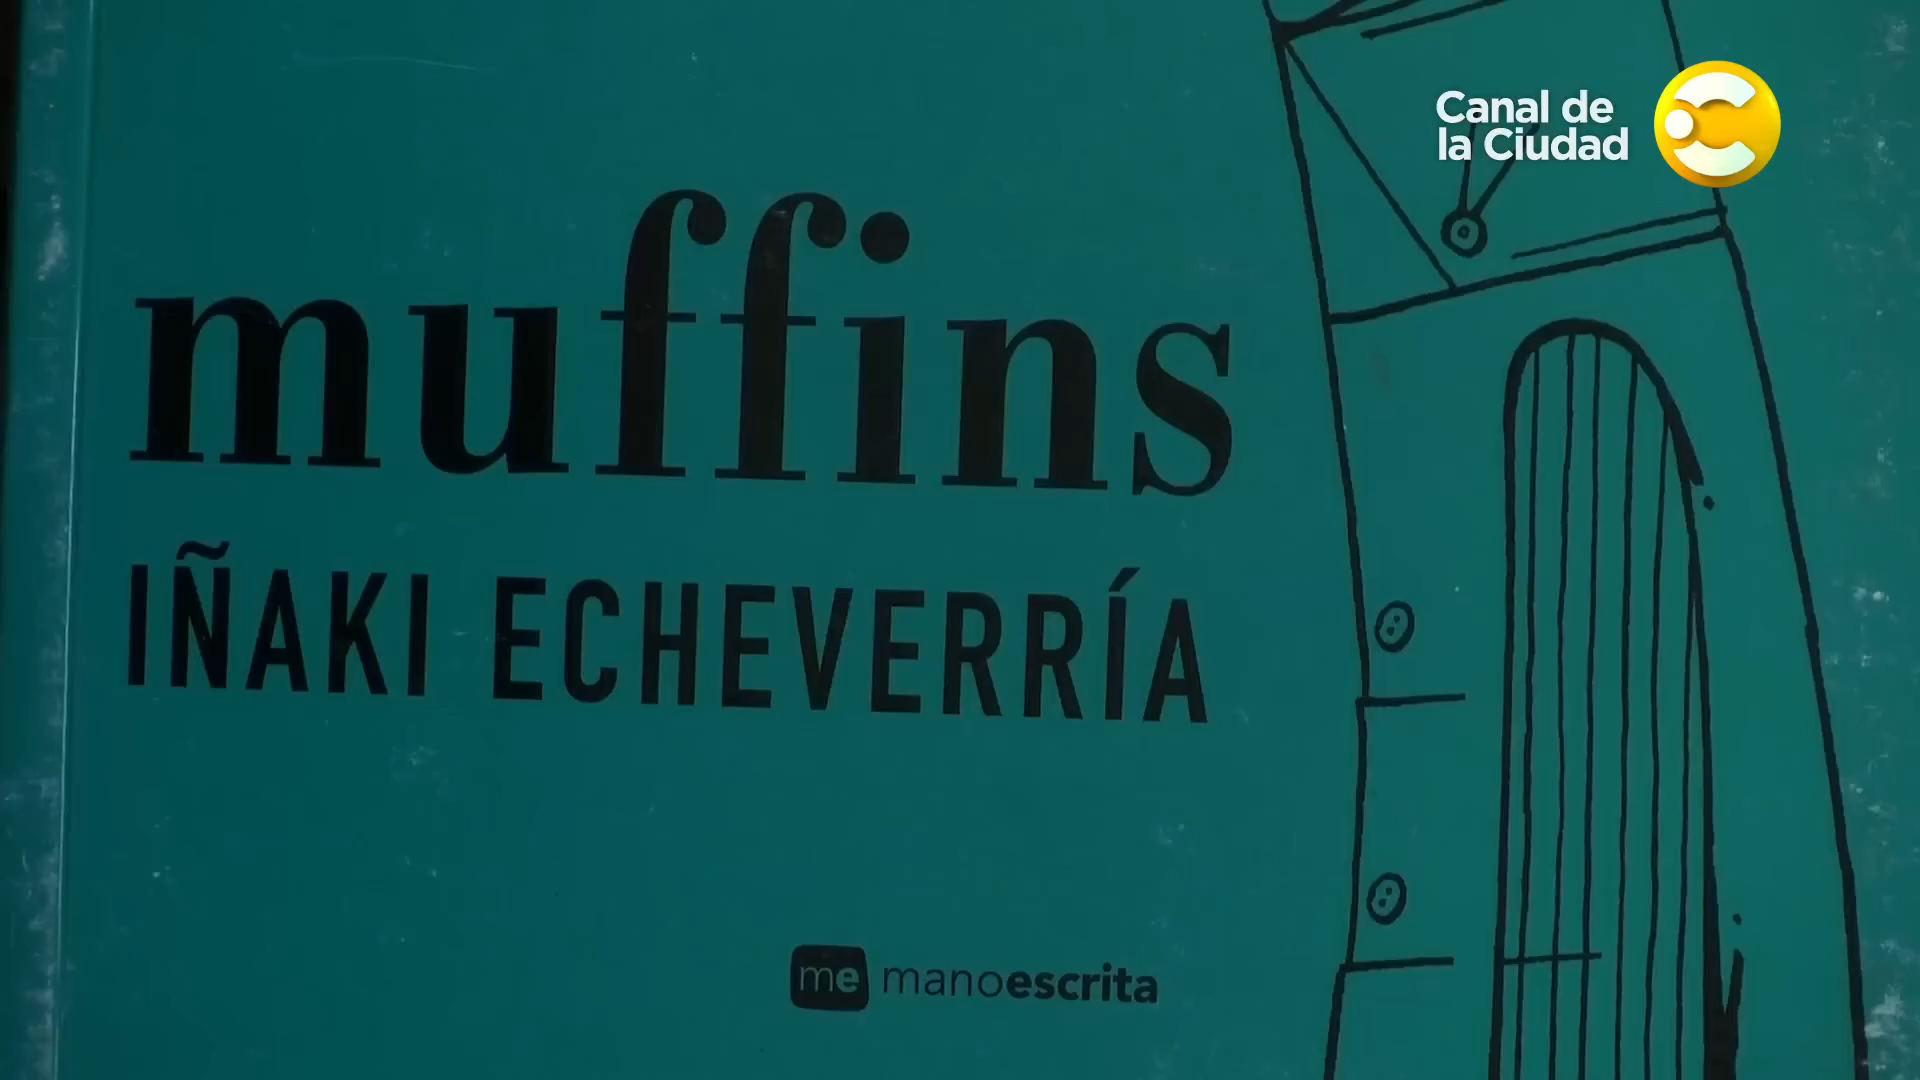 Canal de
la Ciudad
muffins
IÑAKI ECHEVERRÍA
me manoescrita